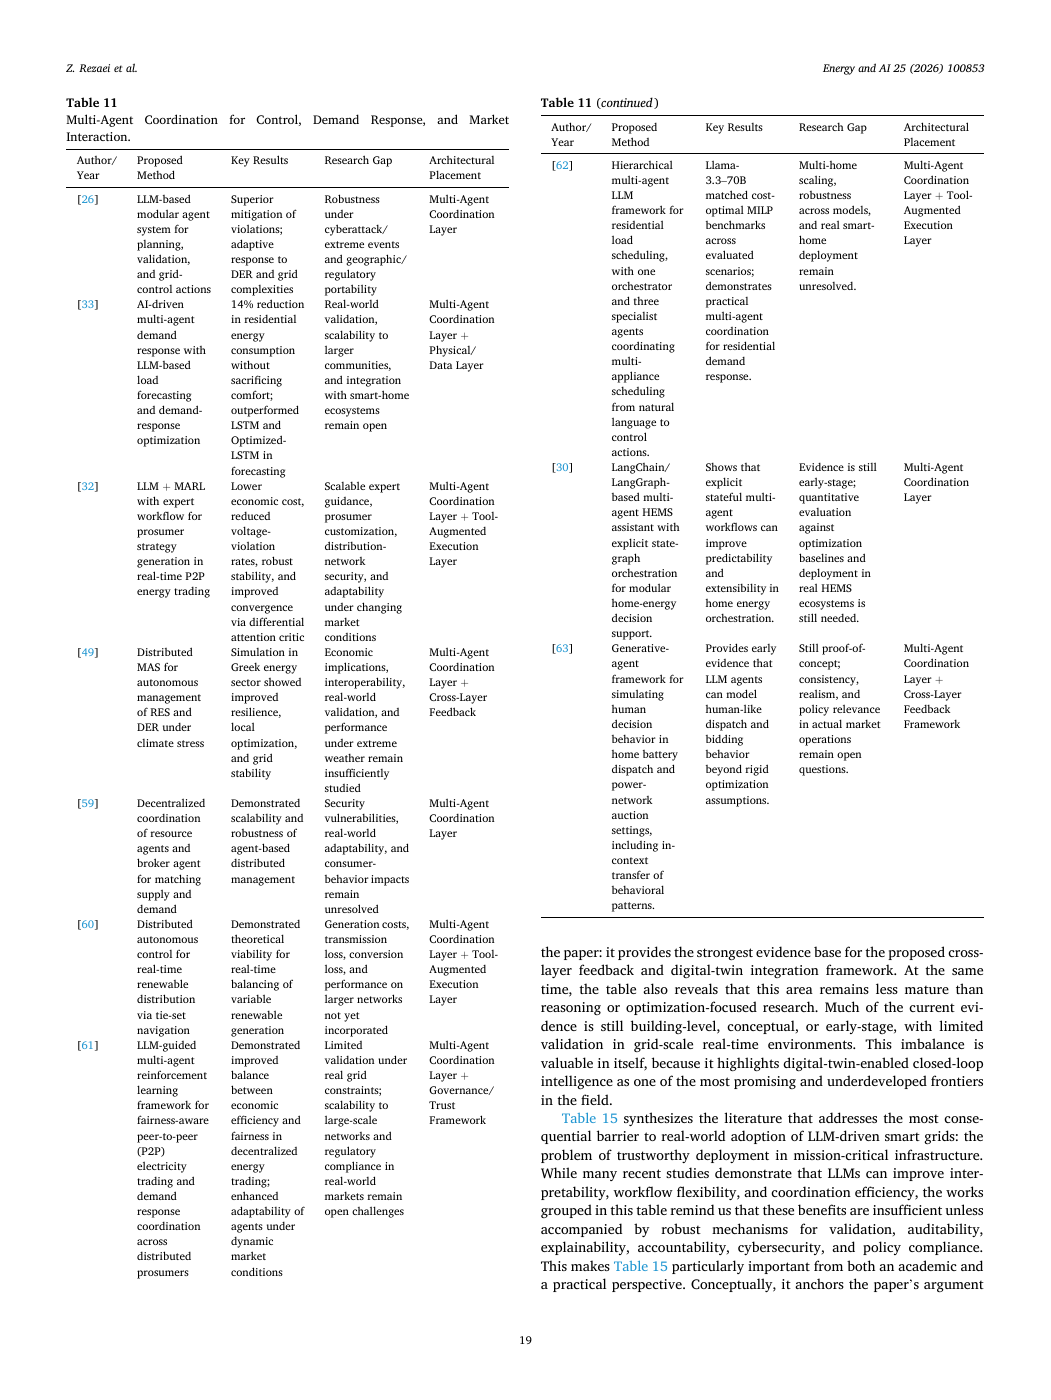 Z. Rezaei et al.
Energy and AI 25 (2026) 100853
Table 11
Multi-Agent Coordination for Control, Demand Response, and Market
Interaction.
Author/
Year
Proposed
Method
Key Results
Research Gap
Architectural
Placement
[26]
LLM-based
modular agent
system for
planning,
validation,
and grid-
control actions
Superior
mitigation of
violations;
adaptive
response to
DER and grid
complexities
Robustness
under
cyberattack/
extreme events
and geographic/
regulatory
portability
Multi-Agent
Coordination
Layer
[33]
AI-driven
multi-agent
demand
response with
LLM-based
load
forecasting
and demand-
response
optimization
14% reduction
in residential
energy
consumption
without
sacrificing
comfort;
outperformed
LSTM and
Optimized-
LSTM in
forecasting
Real-world
validation,
scalability to
larger
communities,
and integration
with smart-home
ecosystems
remain open
Multi-Agent
Coordination
Layer +
Physical/
Data Layer
[32]
LLM + MARL
with expert
workflow for
prosumer
strategy
generation in
real-time P2P
energy trading
Lower
economic cost,
reduced
voltage-
violation
rates, robust
stability, and
improved
convergence
via differential
attention critic
Scalable expert
guidance,
prosumer
customization,
distribution-
network
security, and
adaptability
under changing
market
conditions
Multi-Agent
Coordination
Layer + Tool-
Augmented
Execution
Layer
[49]
Distributed
MAS for
autonomous
management
of RES and
DER under
climate stress
Simulation in
Greek energy
sector showed
improved
resilience,
local
optimization,
and grid
stability
Economic
implications,
interoperability,
real-world
validation, and
performance
under extreme
weather remain
insufficiently
studied
Multi-Agent
Coordination
Layer +
Cross-Layer
Feedback
[59]
Decentralized
coordination
of resource
agents and
broker agent
for matching
supply and
demand
Demonstrated
scalability and
robustness of
agent-based
distributed
management
Security
vulnerabilities,
real-world
adaptability, and
consumer-
behavior impacts
remain
unresolved
Multi-Agent
Coordination
Layer
[60]
Distributed
autonomous
control for
real-time
renewable
distribution
via tie-set
navigation
Demonstrated
theoretical
viability for
real-time
balancing of
variable
renewable
generation
Generation costs,
transmission
loss, conversion
loss, and
performance on
larger networks
not yet
incorporated
Multi-Agent
Coordination
Layer + Tool-
Augmented
Execution
Layer
[61]
LLM-guided
multi-agent
reinforcement
learning
framework for
fairness-aware
peer-to-peer
(P2P)
electricity
trading and
demand
response
coordination
across
distributed
prosumers
Demonstrated
improved
balance
between
economic
efficiency and
fairness in
decentralized
energy
trading;
enhanced
adaptability of
agents under
dynamic
market
conditions
Limited
validation under
real grid
constraints;
scalability to
large-scale
networks and
regulatory
compliance in
real-world
markets remain
open challenges
Multi-Agent
Coordination
Layer +
Governance/
Trust
Framework
Table 11 (continued)
Author/
Year
Proposed
Method
Key Results
Research Gap
Architectural
Placement
[62]
Hierarchical
multi-agent
LLM
framework for
residential
load
scheduling,
with one
orchestrator
and three
specialist
agents
coordinating
multi-
appliance
scheduling
from natural
language to
control
actions.
Llama-
3.3–70B
matched cost-
optimal MILP
benchmarks
across
evaluated
scenarios;
demonstrates
practical
multi-agent
coordination
for residential
demand
response.
Multi-home
scaling,
robustness
across models,
and real smart-
home
deployment
remain
unresolved.
Multi-Agent
Coordination
Layer + Tool-
Augmented
Execution
Layer
[30]
LangChain/
LangGraph-
based multi-
agent HEMS
assistant with
explicit state-
graph
orchestration
for modular
home-energy
decision
support.
Shows that
explicit
stateful multi-
agent
workflows can
improve
predictability
and
extensibility in
home energy
orchestration.
Evidence is still
early-stage;
quantitative
evaluation
against
optimization
baselines and
deployment in
real HEMS
ecosystems is
still needed.
Multi-Agent
Coordination
Layer
[63]
Generative-
agent
framework for
simulating
human
decision
behavior in
home battery
dispatch and
power-
network
auction
settings,
including in-
context
transfer of
behavioral
patterns.
Provides early
evidence that
LLM agents
can model
human-like
dispatch and
bidding
behavior
beyond rigid
optimization
assumptions.
Still proof-of-
concept;
consistency,
realism, and
policy relevance
in actual market
operations
remain open
questions.
Multi-Agent
Coordination
Layer +
Cross-Layer
Feedback
Framework
the paper: it provides the strongest evidence base for the proposed cross-
layer feedback and digital-twin integration framework. At the same
time, the table also reveals that this area remains less mature than
reasoning or optimization-focused research. Much of the current evi-
dence is still building-level, conceptual, or early-stage, with limited
validation in grid-scale real-time environments. This imbalance is
valuable in itself, because it highlights digital-twin-enabled closed-loop
intelligence as one of the most promising and underdeveloped frontiers
in the field.
Table 15 synthesizes the literature that addresses the most conse-
quential barrier to real-world adoption of LLM-driven smart grids: the
problem of trustworthy deployment in mission-critical infrastructure.
While many recent studies demonstrate that LLMs can improve inter-
pretability, workflow flexibility, and coordination efficiency, the works
grouped in this table remind us that these benefits are insufficient unless
accompanied by robust mechanisms for validation, auditability,
explainability, accountability, cybersecurity, and policy compliance.
This makes Table 15 particularly important from both an academic and
a practical perspective. Conceptually, it anchors the paper's argument
19